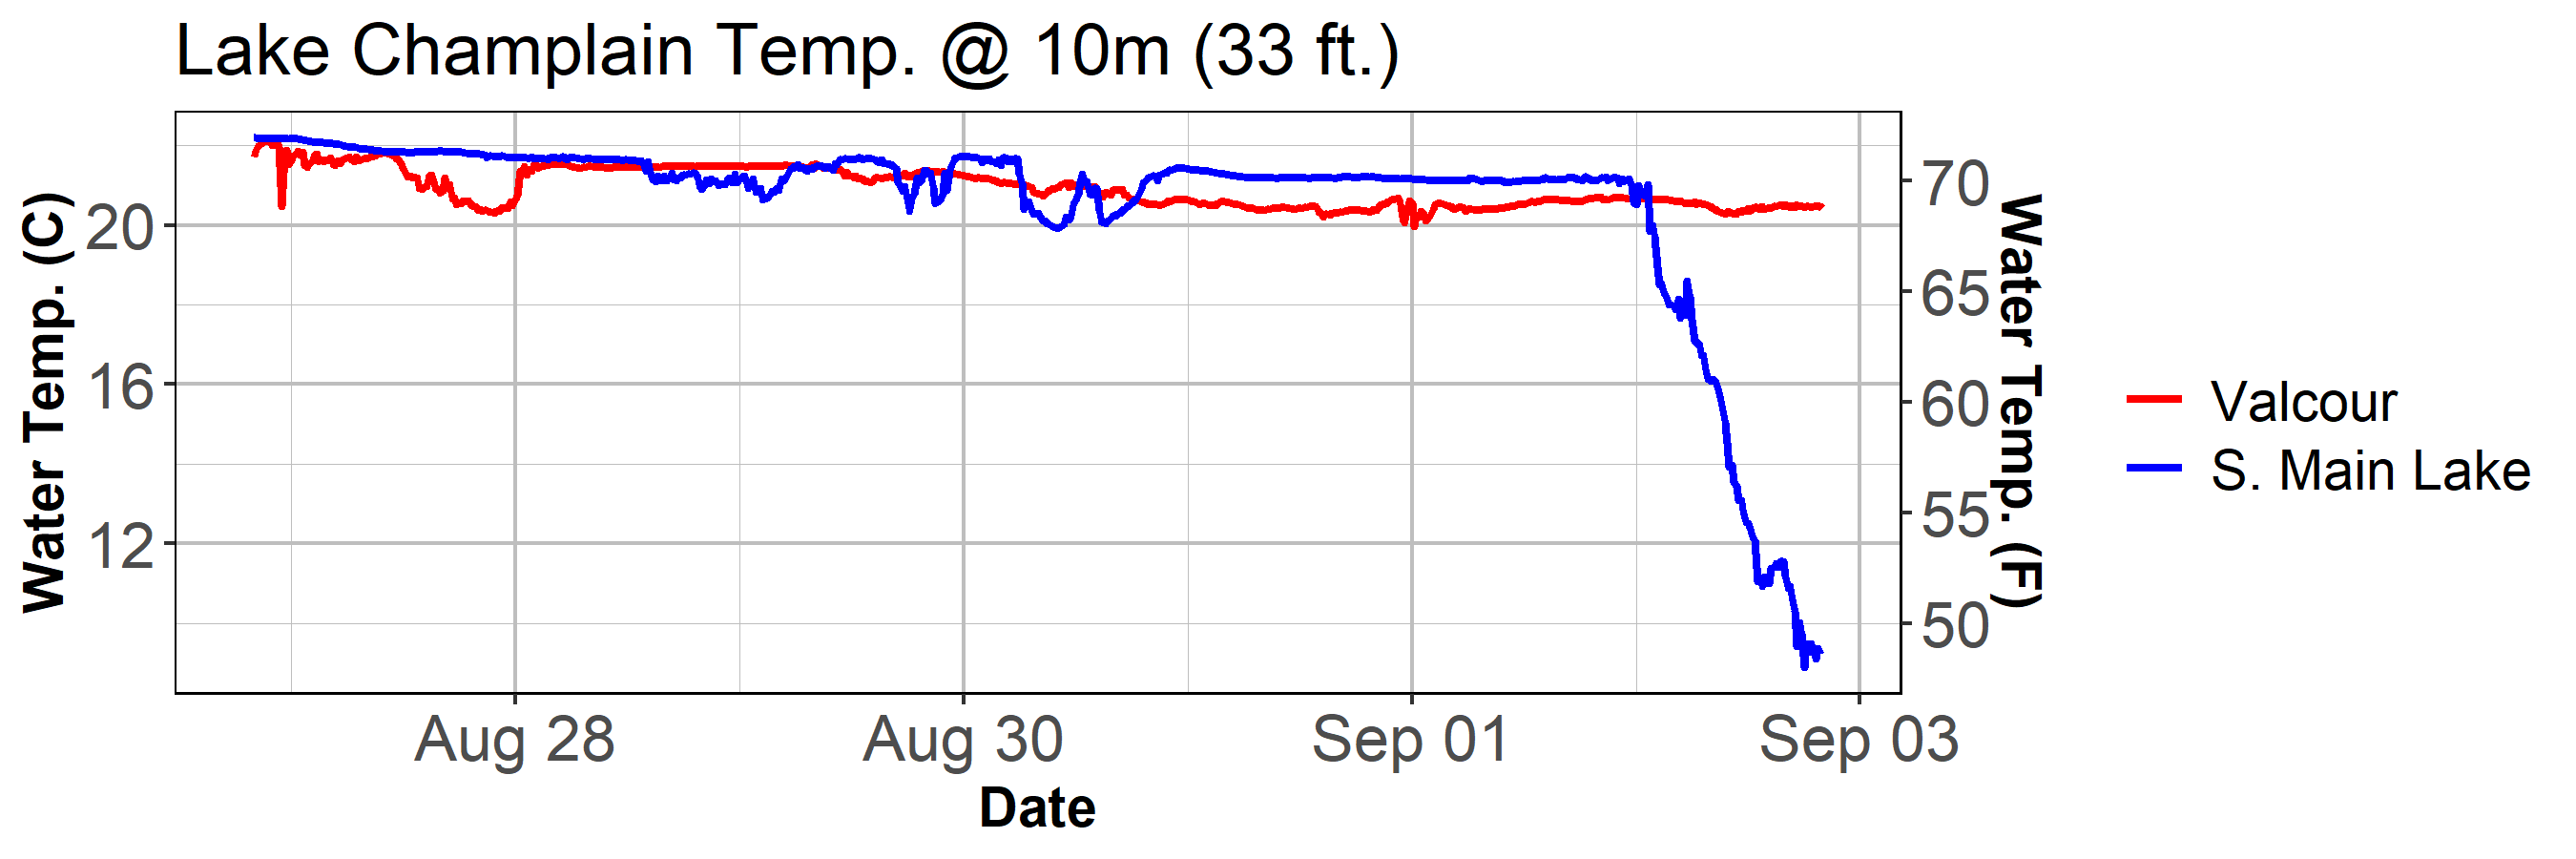 Lake Champlain Temp. @ 10m (33 ft.)
Water Temp. (C)
20
16
12
70
65
60
55
50
Water Temp. (F)
Aug 28
Aug 30
Sep 01
Sep 03
Date
Valcour
S. Main Lake